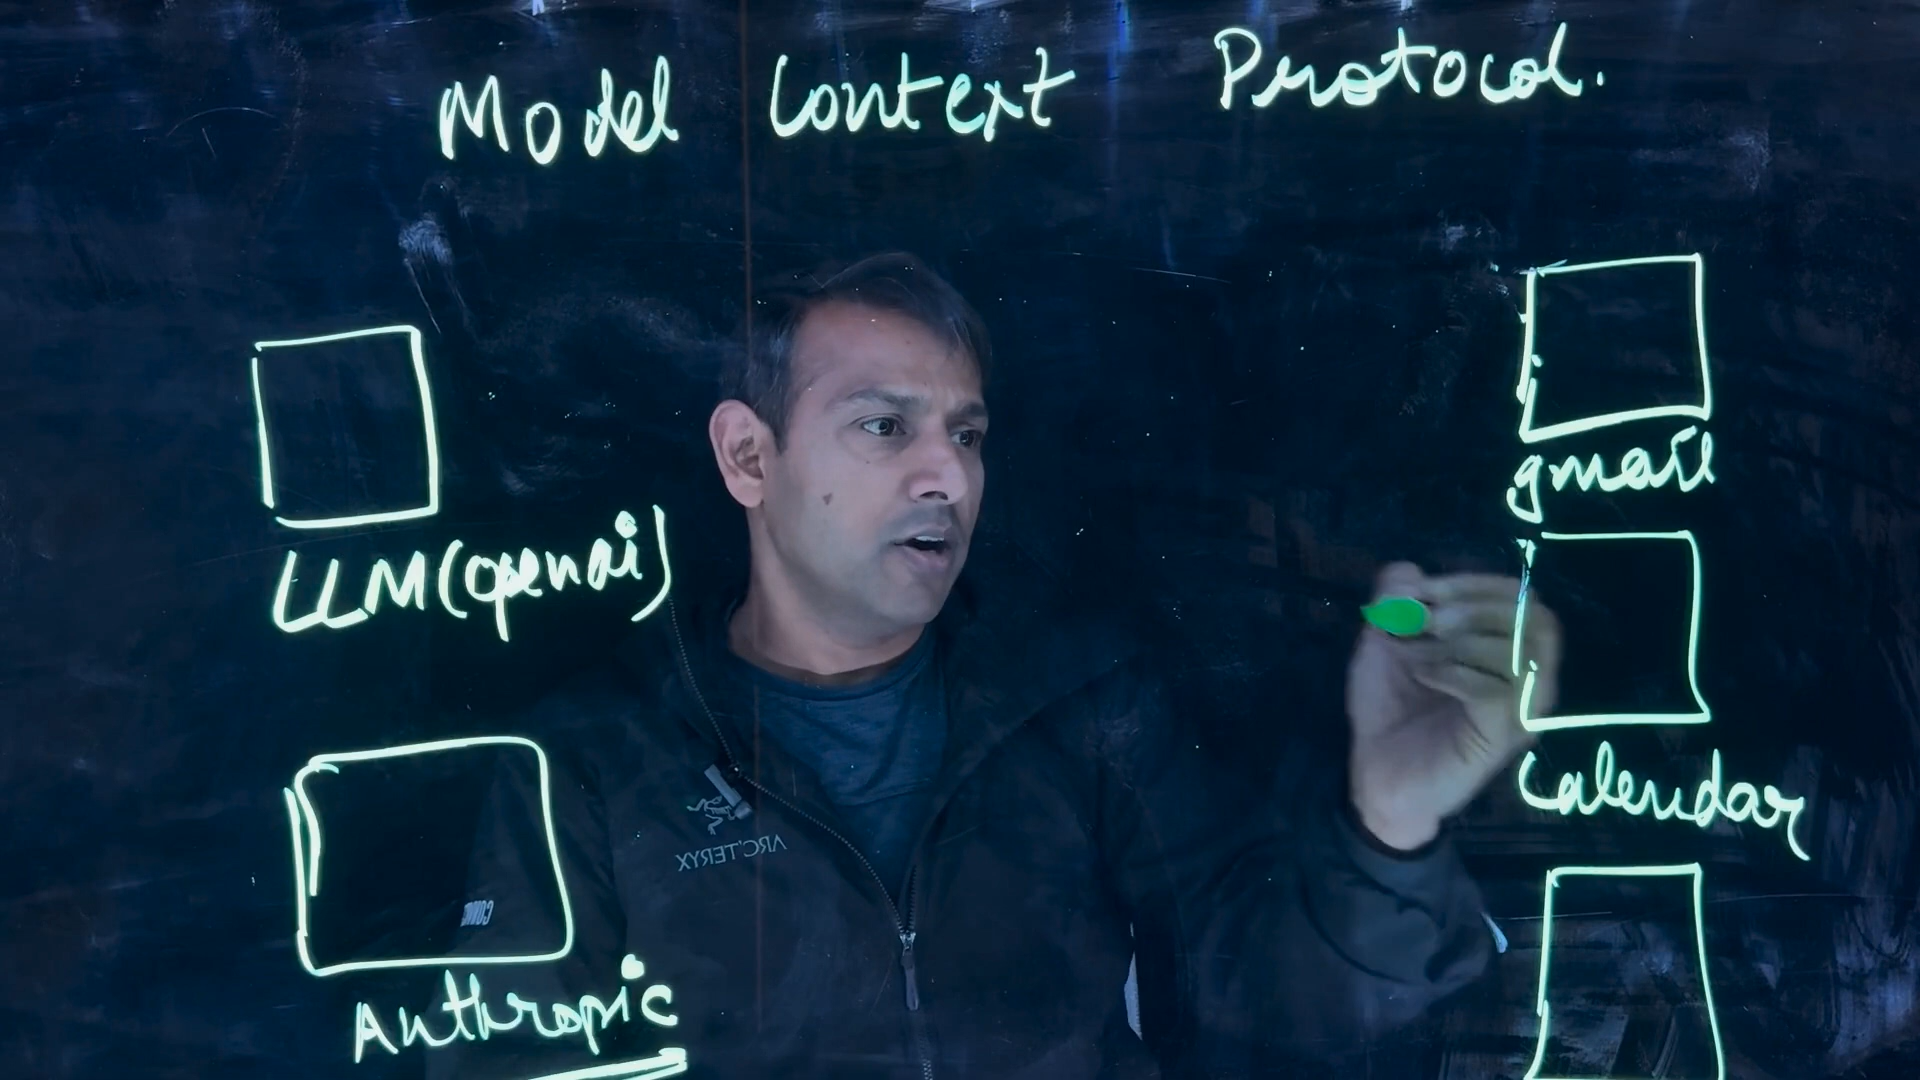 Model Context Protocol.
gmail
LLM(openai)
calendar
ARC'TERYX
Anthropic